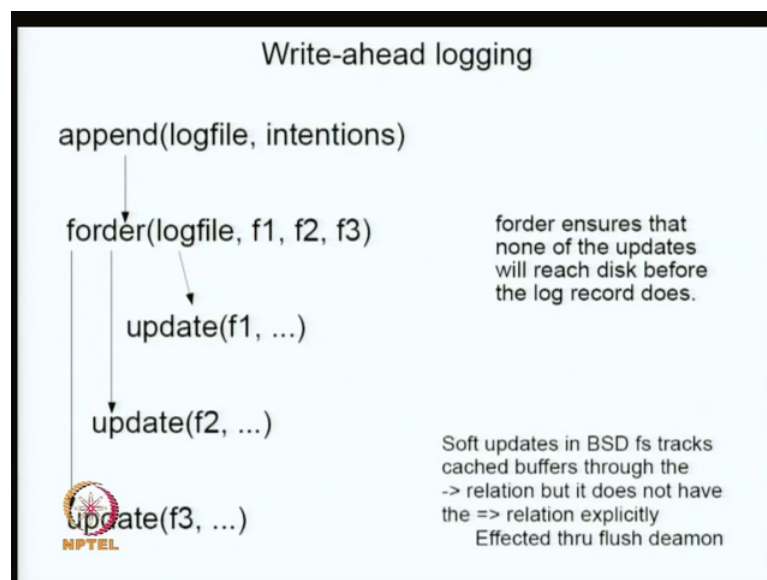 Write-ahead logging
append(logfile, intentions)
forder(logfile, f1, f2, f3)
forder ensures that
none of the updates
will reach disk before
the log record does.
update(f1, ...)
update(f2, ...)
Soft updates in BSD fs tracks
cached buffers through the
-> relation but it does not have
the => relation explicitly
Effected thru flush deamon
update(f3, ...)
NPTEL